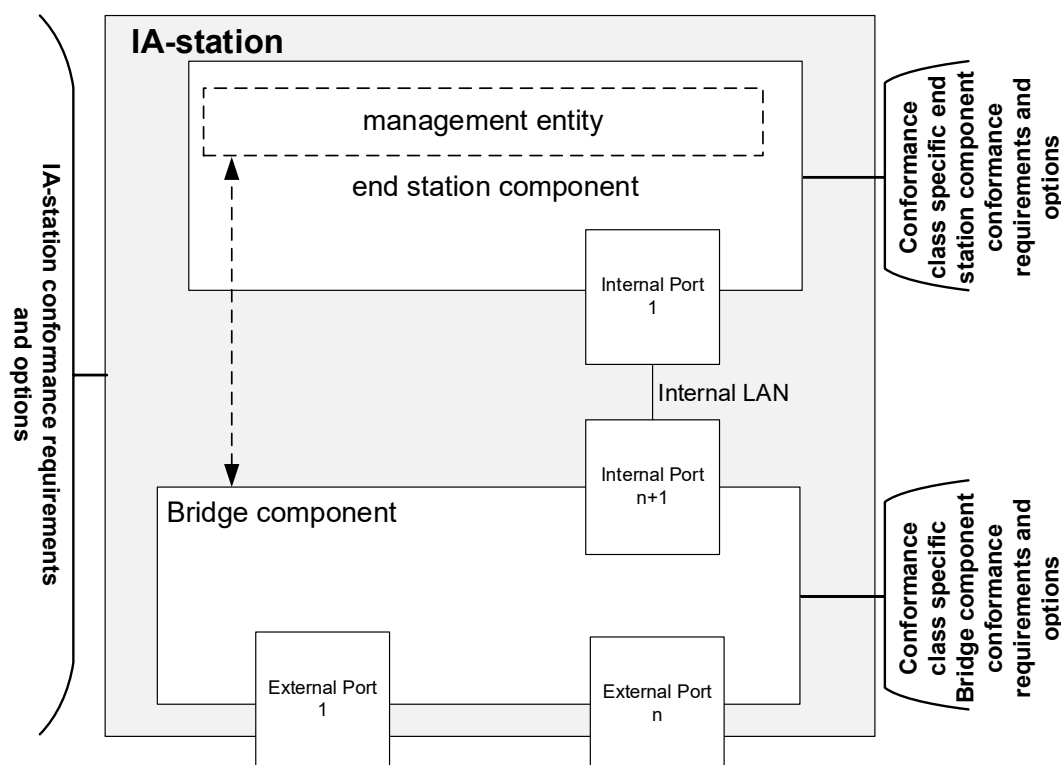 IA-station
management entity
end station component
Internal Port
1
Internal LAN
Internal Port
n+1
Bridge component
External Port
1
External Port
n
IA-station conformance requirements
and options
Conformance
class specific end
station component
conformance
requirements and
options
Conformance
class specific
Bridge component
conformance
requirements and
options